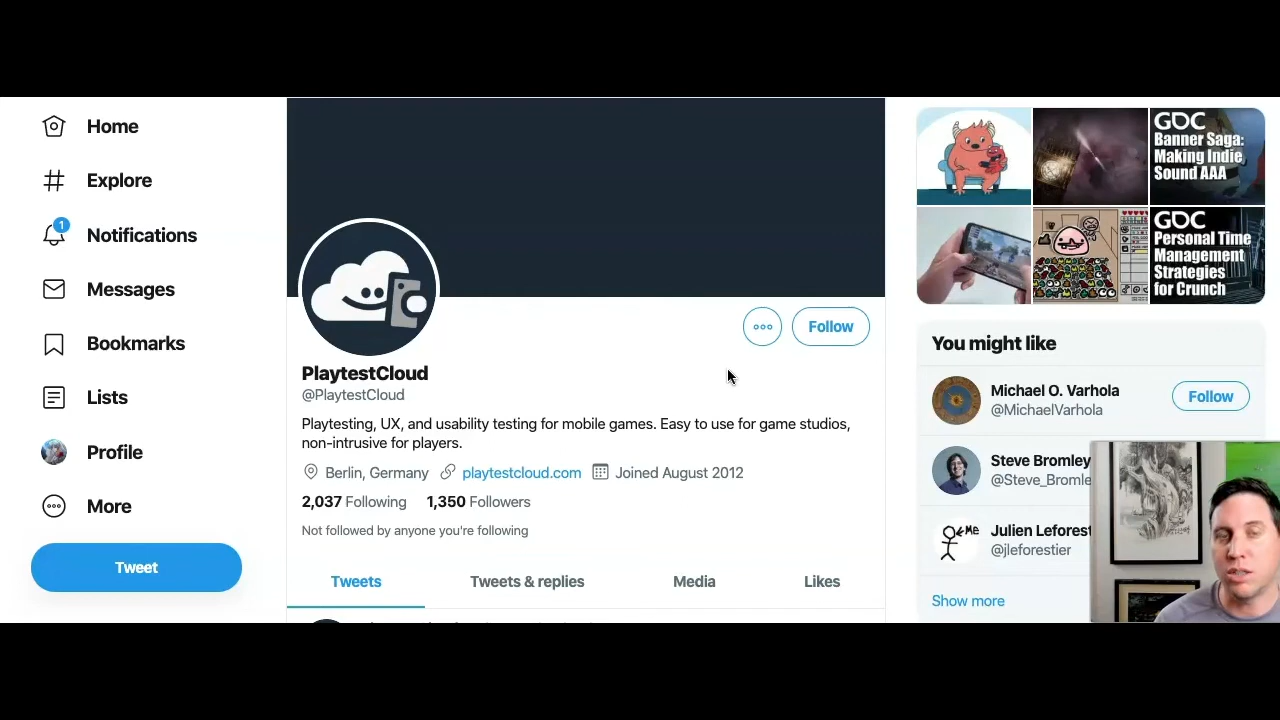 Home
Explore
1
Notifications
Messages
Bookmarks
Lists
Profile
More
Tweet
Follow
PlaytestCloud
@PlaytestCloud
Playtesting, UX, and usability testing for mobile games. Easy to use for game studios,
non-intrusive for players.
Berlin, Germany playtestcloud.com Joined August 2012
2,037 Following 1,350 Followers
Not followed by anyone you're following
Tweets Tweets & replies Media Likes
GDC
Banner Saga:
Making Indie
Sound AAA
GDC
Personal Time
Management
Strategies
for Crunch
You might like
Michael O. Varhola
@MichaelVarhola
Follow
Steve Bromley
@Steve_Bromle
ME
Julien Leforest
@jleforestier
Show more